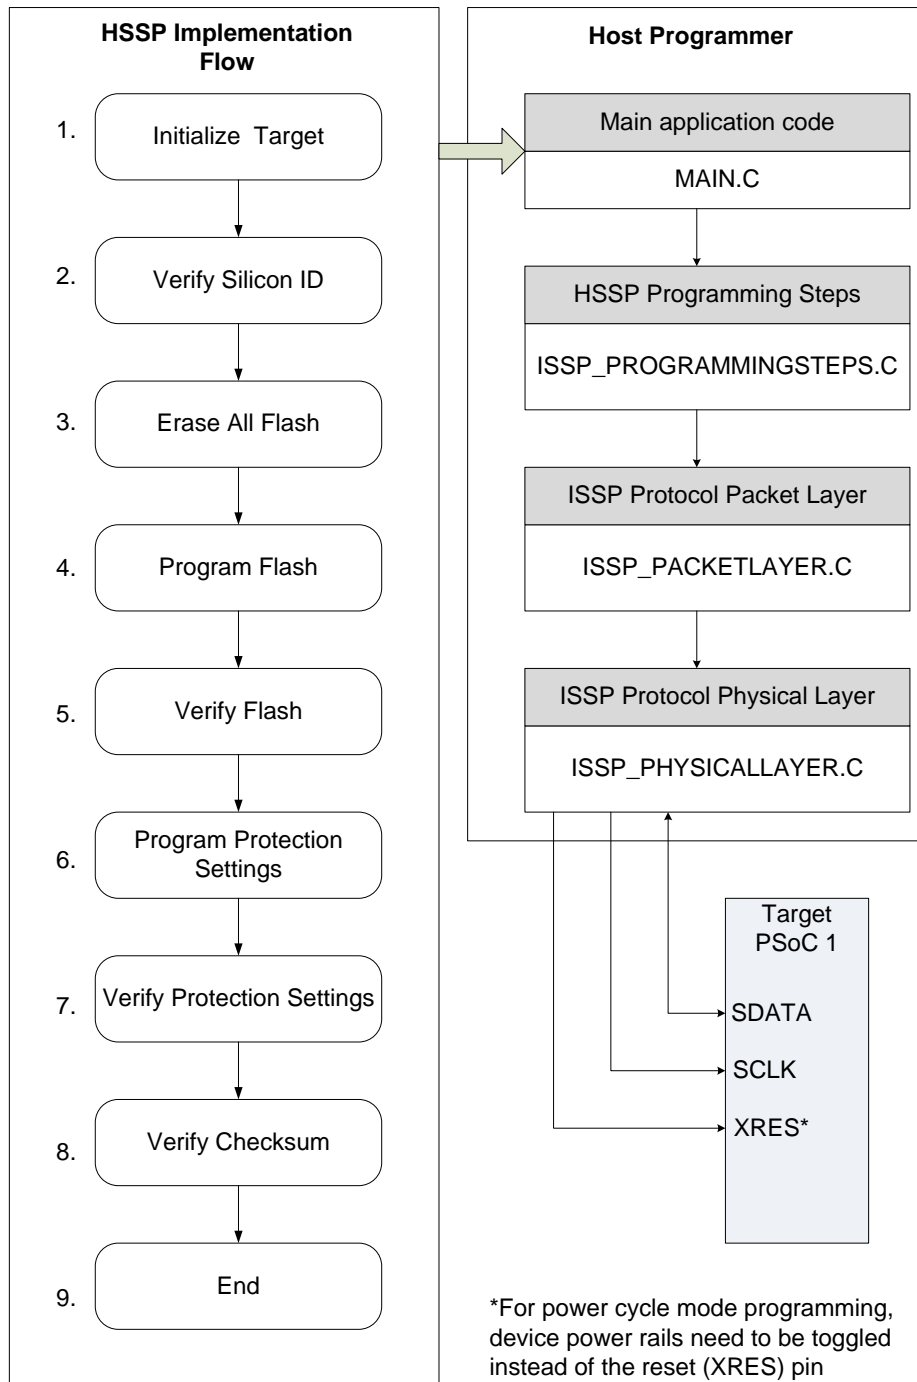 HSSP Implementation
Flow
1.
Initialize Target
2.
Verify Silicon ID
3.
Erase All Flash
4.
Program Flash
5.
Verify Flash
6.
Program Protection
Settings
7.
Verify Protection Settings
8.
Verify Checksum
9.
End
Host Programmer
Main application code
MAIN.C
HSSP Programming Steps
ISSP_PROGRAMMINGSTEPS.C
ISSP Protocol Packet Layer
ISSP_PACKETLAYER.C
ISSP Protocol Physical Layer
ISSP_PHYSICALLAYER.C
Target
PSoC 1
SDATA
SCLK
XRES*
*For power cycle mode programming,
device power rails need to be toggled
instead of the reset (XRES) pin